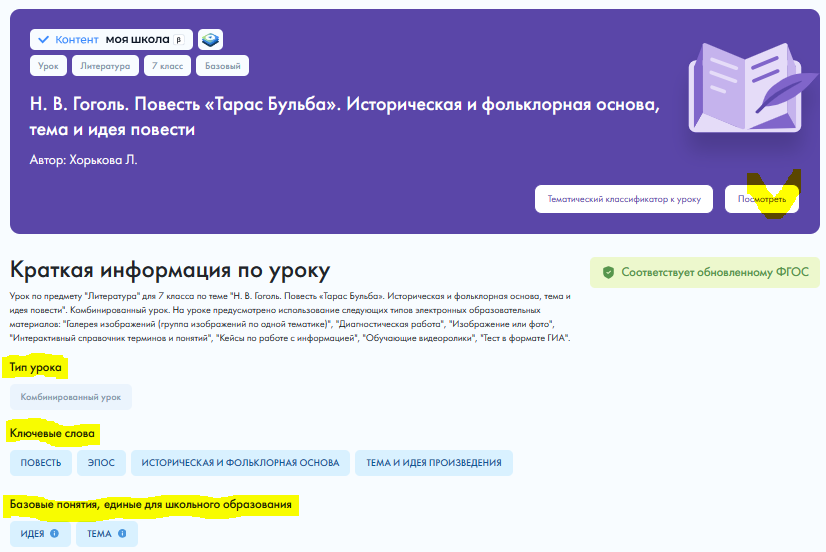 Контент моя школа β
Урок Литература 7 класс Базовый
Н. В. Гоголь. Повесть «Тарас Бульба». Историческая и фольклорная основа,
тема и идея повести
Автор: Хорькова Л.
Тематический классификатор к уроку Посмотреть
Краткая информация по уроку
Соответствует обновленному ФГОС
Урок по предмету "Литература" для 7 класса по теме "Н. В. Гоголь. Повесть «Тарас Бульба». Историческая и фольклорная основа, тема и
идея повести". Комбинированный урок. На уроке предусмотрено использование следующих типов электронных образовательных
материалов: "Галерея изображений (группа изображений по одной тематике)", "Диагностическая работа", "Изображение или фото",
"Интерактивный справочник терминов и понятий", "Кейсы по работе с информацией", "Обучающие видеоролики", "Тест в формате ГИА".
Тип урока
Комбинированный урок
Ключевые слова
ПОВЕСТЬ ЭПОС ИСТОРИЧЕСКАЯ И ФОЛЬКЛОРНАЯ ОСНОВА ТЕМА И ИДЕЯ ПРОИЗВЕДЕНИЯ
Базовые понятия, единые для школьного образования
ИДЕЯ ТЕМА